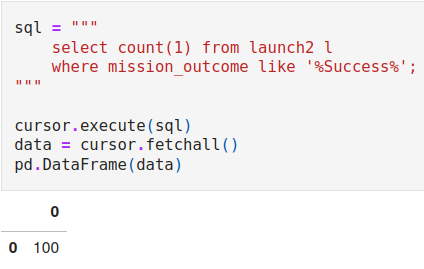 sql = """
    select count(1) from launch2 l
    where mission_outcome like '%Success%';
"""
cursor.execute(sql)
data = cursor.fetchall()
pd.DataFrame(data)
0
0 100